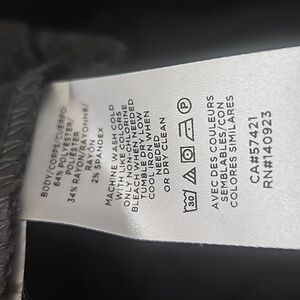 BODY/CORPS/CUERPO:
64% POLYESTER/
POLYESTER
34% RAYON/RAYONNE/
RAYON
2% SPANDEX
MACHINE WASH COLD
WITH LIKE COLORS
ONLY NON-CHLORINE
BLEACH WHEN NEEDED
TUMBLE DRY LOW
COOL IRON WHEN
NEEDED
OR DRY CLEAN
30
P
AVEC DES COULEURS
SEMBLABLES/CON
COLORES SIMILARES
CA#57421
RN#140923